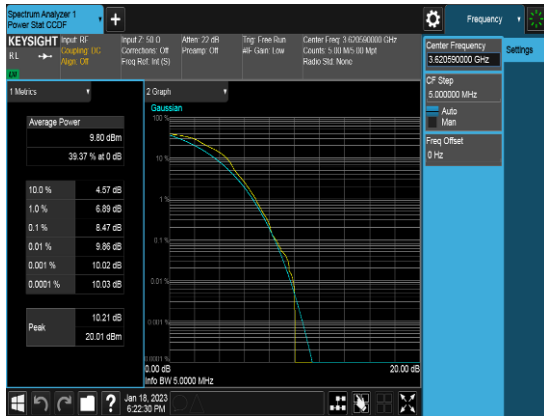 Spectrum Analyzer 1
Power Stat CCDF
Frequency
KEYSIGHT
RL
Input: RF
Coupling: DC
Align: Off
Input Z: 50 Ω
Corrections: Off
Freq Ref: Int (S)
Atten: 22 dB
Preamp: Off
Trig: Free Run
#IF Gain: Low
Center Freq: 3.620590000 GHz
Counts: 5.00 M/5.00 Mpt
Radio Std: None
Center Frequency
3.620590000 GHz
Settings
CF Step
5.000000 MHz
Auto
Man
Freq Offset
0 Hz
1 Metrics
Average Power
9.80 dBm
39.37 % at 0 dB
10.0 % 4.57 dB
1.0 % 6.89 dB
0.1 % 8.47 dB
0.01 % 9.86 dB
0.001 % 10.02 dB
0.0001 % 10.03 dB
Peak
10.21 dB
20.01 dBm
2 Graph
Gaussian
100 %
10 %
1 %
0.1 %
0.01 %
0.001 %
0.0001 %
0.00 dB
20.00 dB
Info BW 5.0000 MHz
Jan 18, 2023
6:22:30 PM